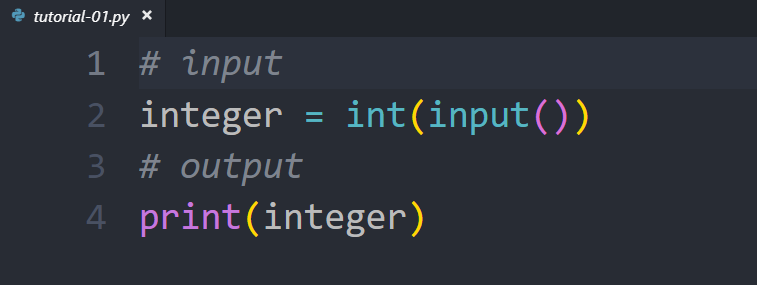 tutorial-01.py ×
1 # input
2 integer = int(input())
3 # output
4 print(integer)